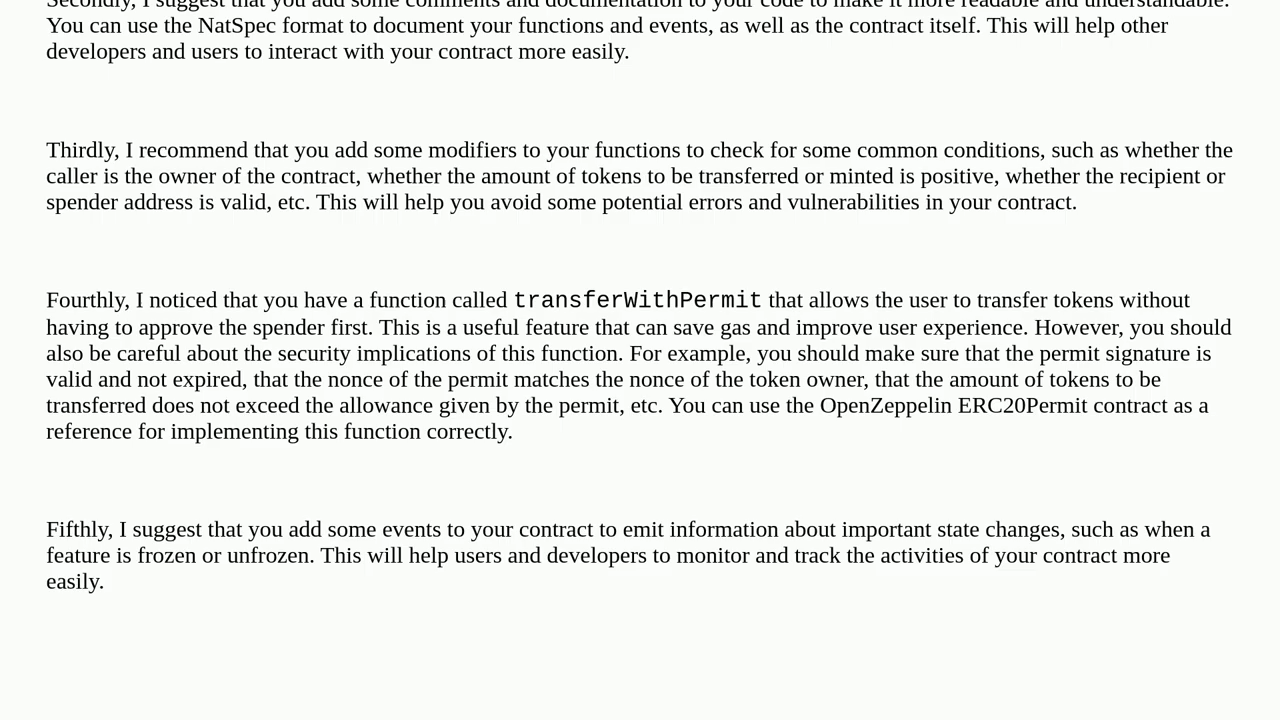 Secondly, I suggest that you add some comments and documentation to your code to make it more readable and understandable.
You can use the NatSpec format to document your functions and events, as well as the contract itself. This will help other
developers and users to interact with your contract more easily.
Thirdly, I recommend that you add some modifiers to your functions to check for some common conditions, such as whether the
caller is the owner of the contract, whether the amount of tokens to be transferred or minted is positive, whether the recipient or
spender address is valid, etc. This will help you avoid some potential errors and vulnerabilities in your contract.
Fourthly, I noticed that you have a function called transferWithPermit that allows the user to transfer tokens without
having to approve the spender first. This is a useful feature that can save gas and improve user experience. However, you should
also be careful about the security implications of this function. For example, you should make sure that the permit signature is
valid and not expired, that the nonce of the permit matches the nonce of the token owner, that the amount of tokens to be
transferred does not exceed the allowance given by the permit, etc. You can use the OpenZeppelin ERC20Permit contract as a
reference for implementing this function correctly.
Fifthly, I suggest that you add some events to your contract to emit information about important state changes, such as when a
feature is frozen or unfrozen. This will help users and developers to monitor and track the activities of your contract more
easily.